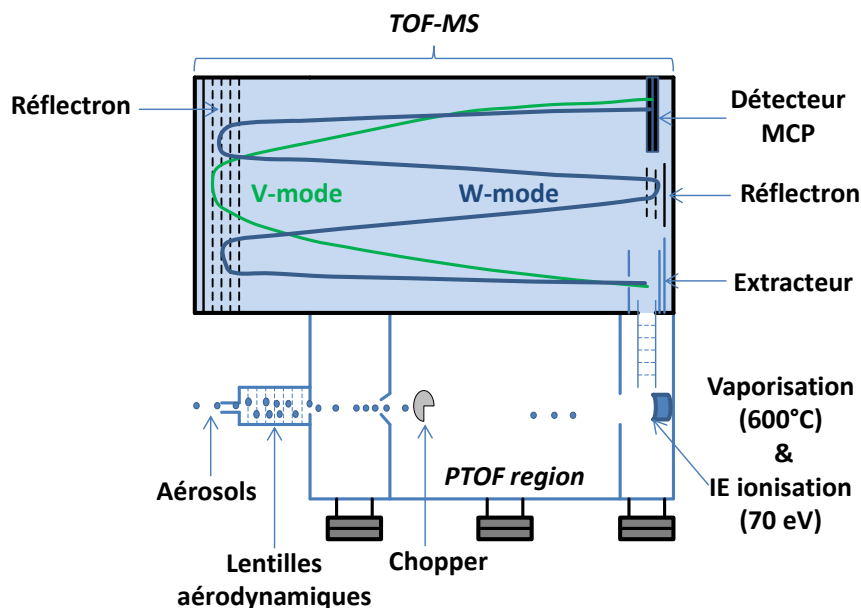 TOF-MS
Réflectron
Détecteur
MCP
V-mode
W-mode
Réflectron
Extracteur
Vaporisation
(600°C)
&
IE ionisation
(70 eV)
PTOF region
Aérosols
Chopper
Lentilles
aérodynamiques